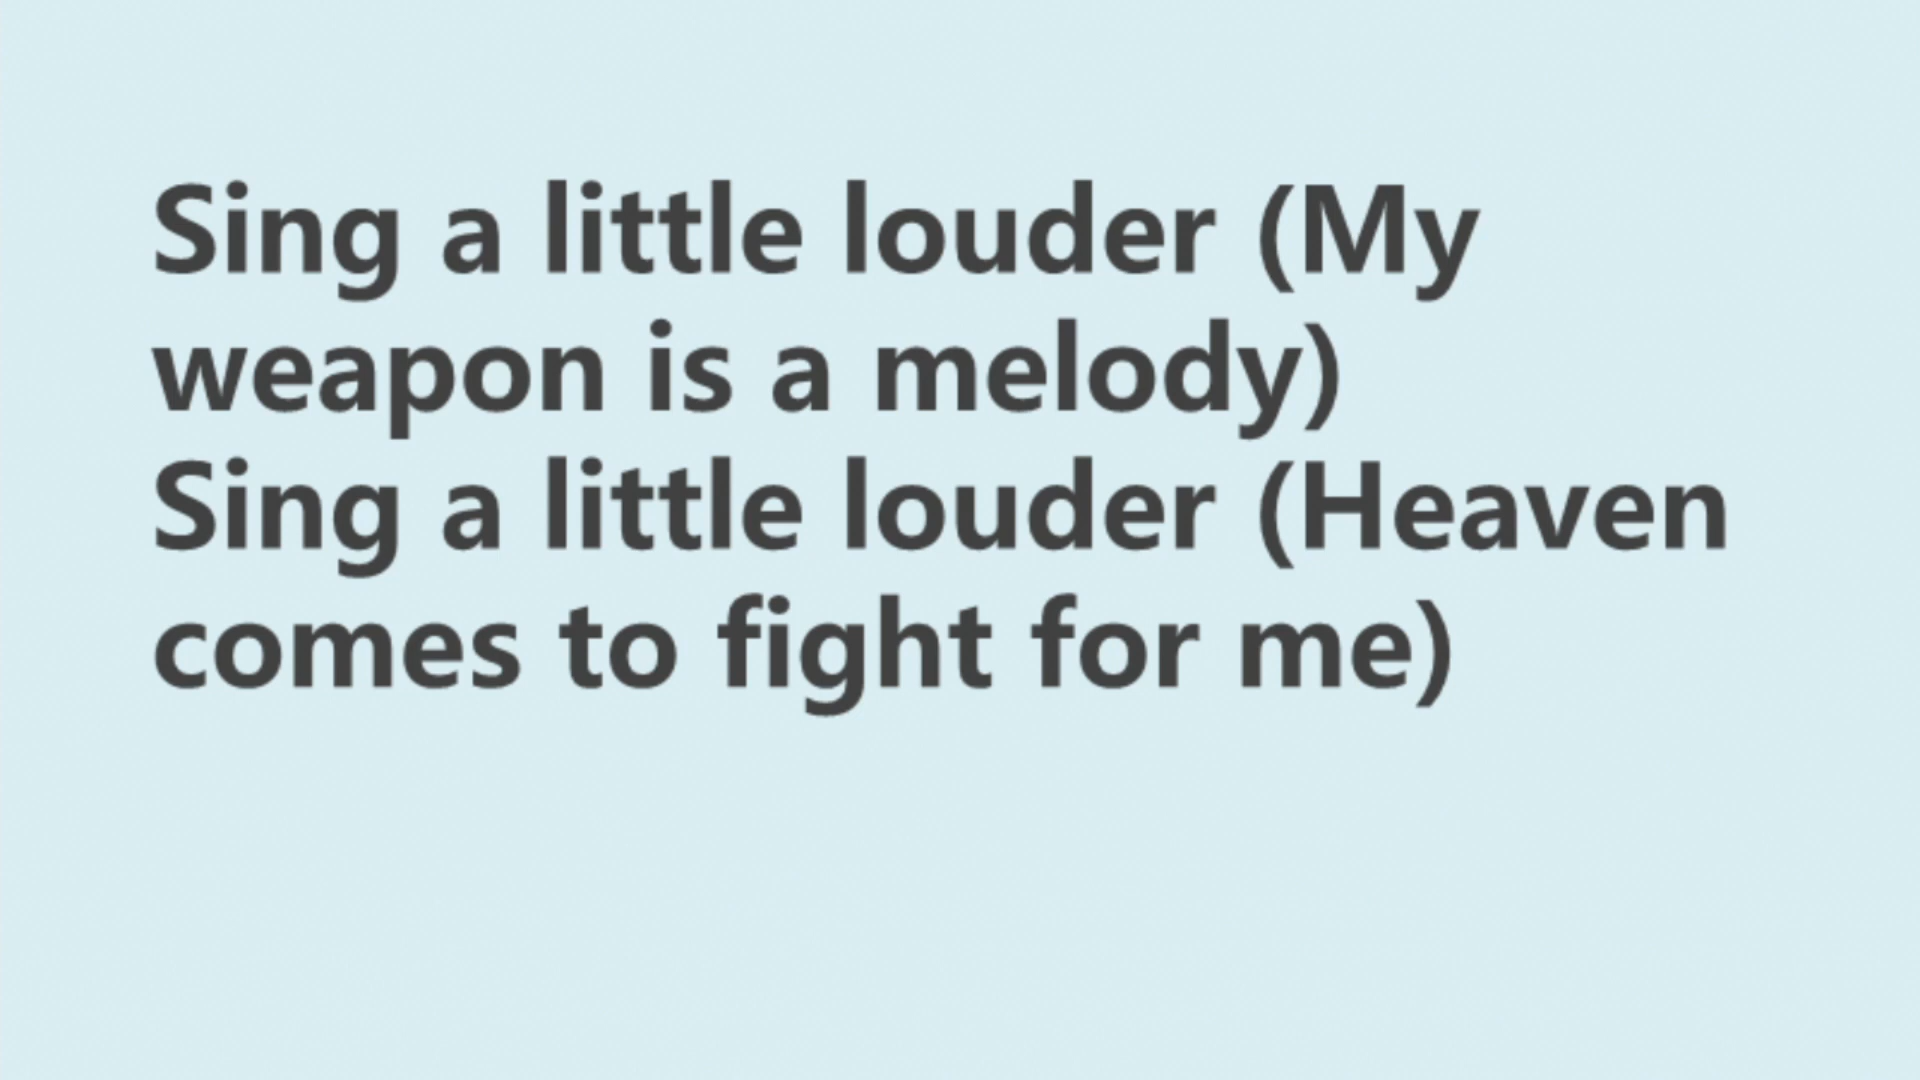 Sing a little louder (My
weapon is a melody)
Sing a little louder (Heaven
comes to fight for me)